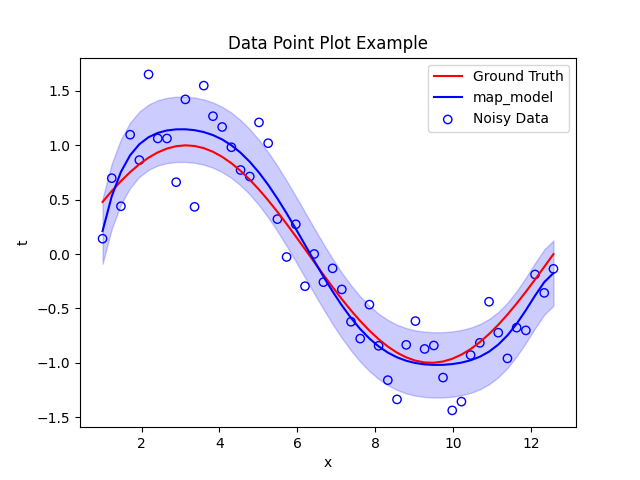 Data Point Plot Example
Ground Truth
map_model
Noisy Data
t
1.5
1.0
0.5
0.0
−0.5
−1.0
−1.5
2 4 6 8 10 12
x